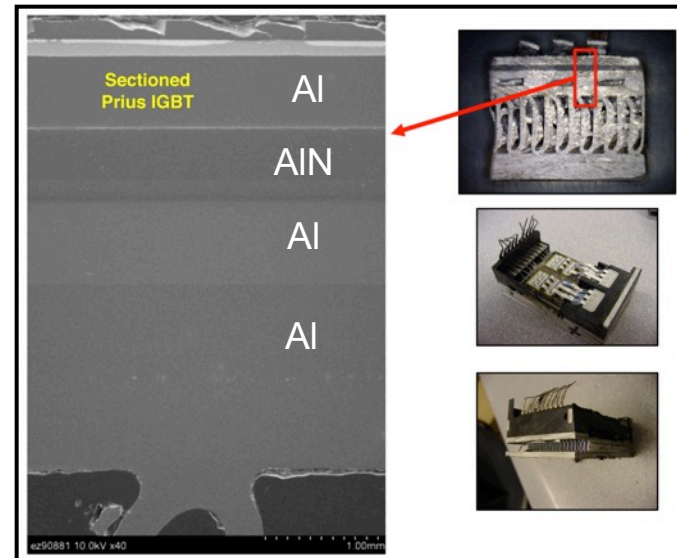 Sectioned
Prius IGBT
Al
AlN
Al
Al
ez90881 10.0kV x40
1.00mm